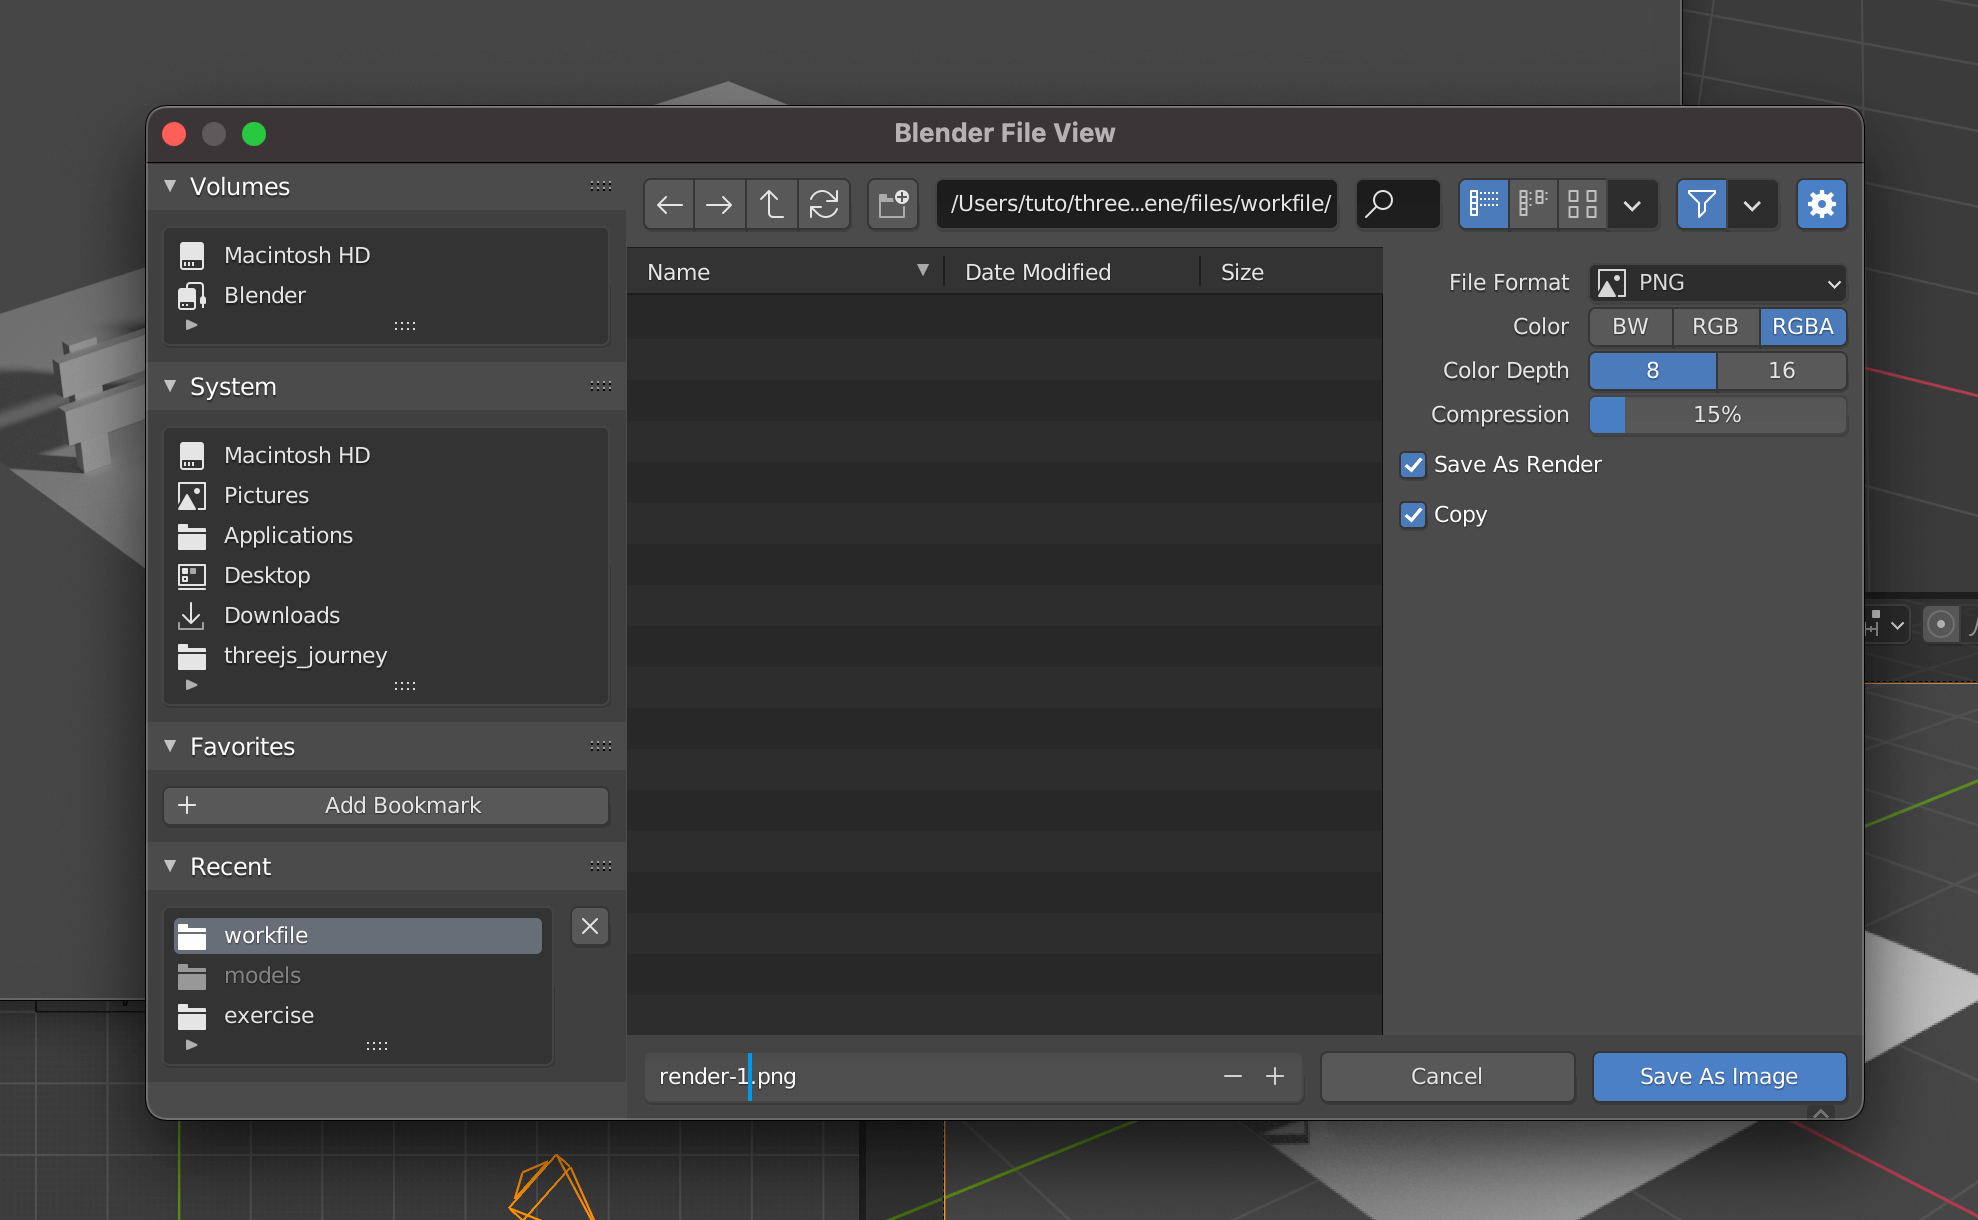 Blender File View
Volumes
Macintosh HD
Blender
System
Macintosh HD
Pictures
Applications
Desktop
Downloads
threejs_journey
Favorites
Add Bookmark
Recent
workfile
models
exercise
/Users/tuto/three...ene/files/workfile/
Name Date Modified Size
File Format PNG
Color BW RGB RGBA
Color Depth 8 16
Compression 15%
Save As Render
Copy
render-1.png
Cancel
Save As Image